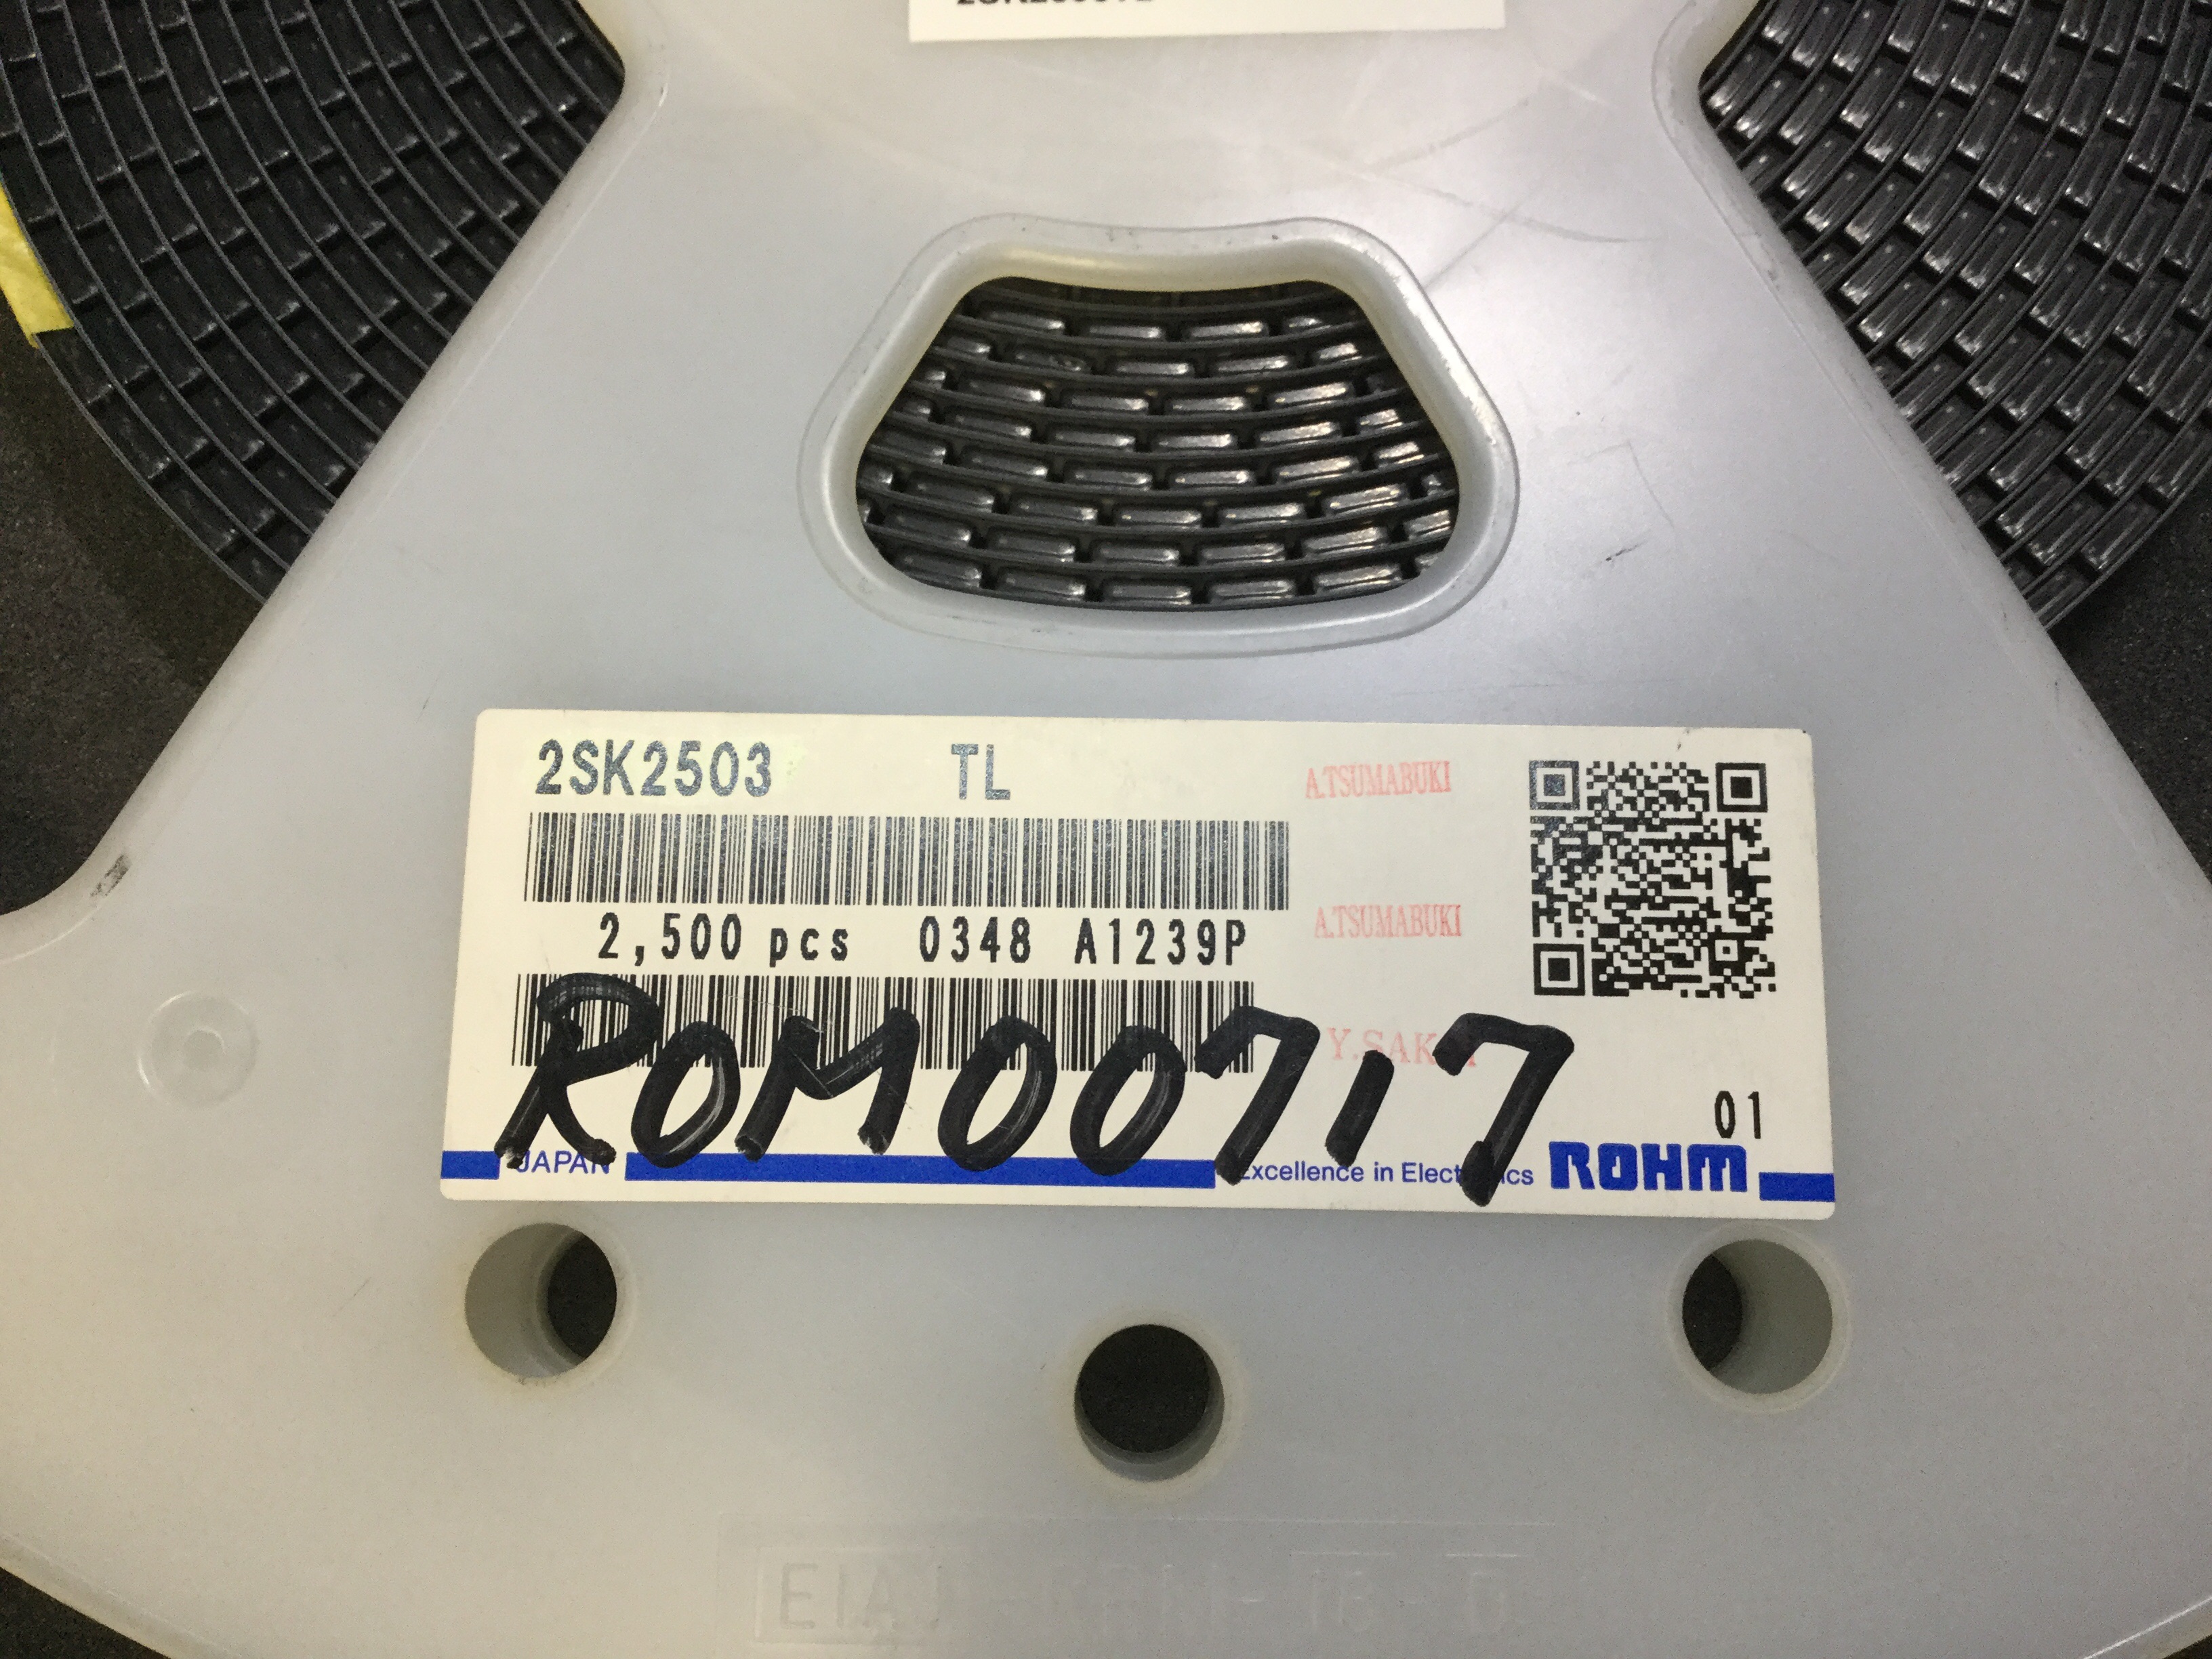 2SK2503 TL
A.TSUMABUKI
2,500 pcs 0348 A1239P
A.TSUMABUKI
ROM00717
01
JAPAN
ROHM